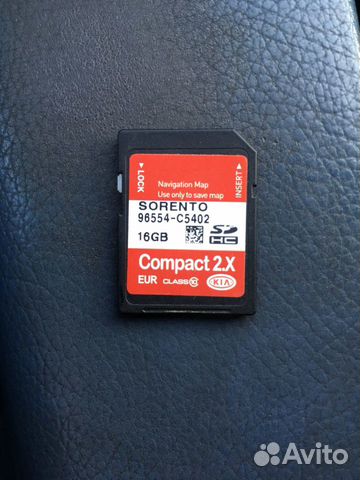 LOCK
INSERT
Navigation Map
Use only to save map
SORENTO
96554-C5402
16GB
SD
HC
Compact 2.X
EUR CLASS 10 KIA
Avito